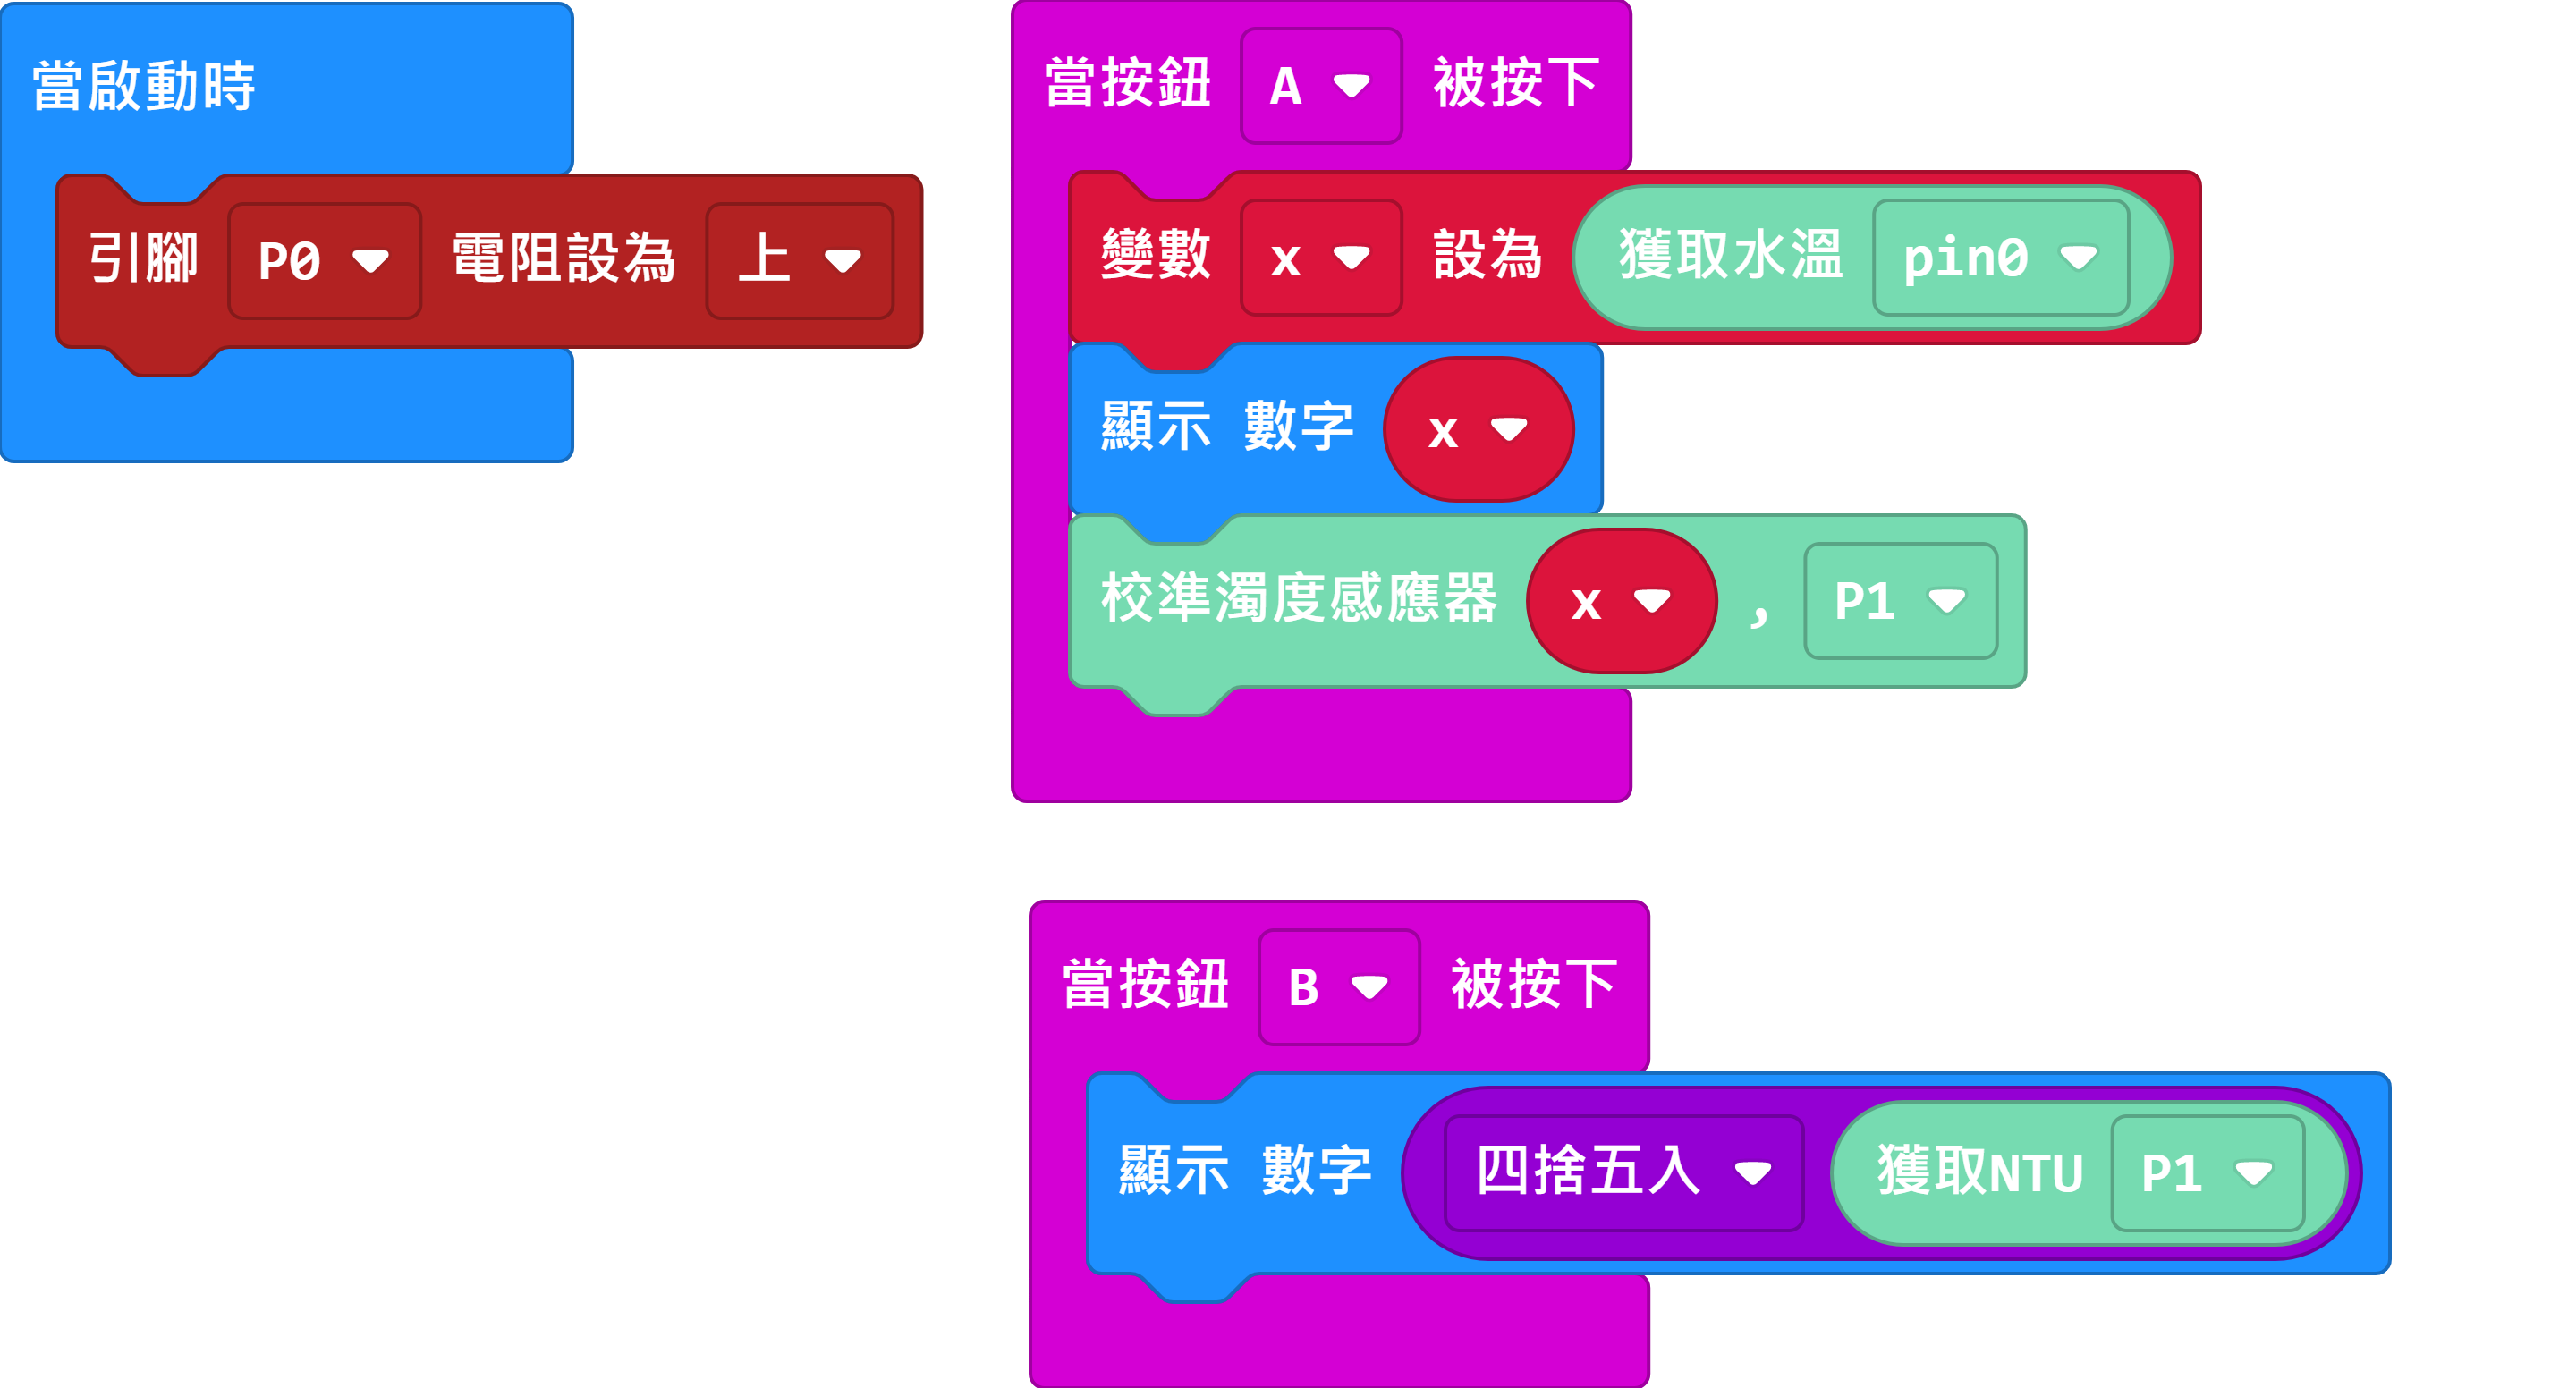 當啟動時
引腳 P0 電阻設為 上
當按鈕 A 被按下
變數 x 設為 獲取水溫 pin0
顯示 數字 x
校準濁度感應器 x , P1
當按鈕 B 被按下
顯示 數字 四捨五入 獲取NTU P1